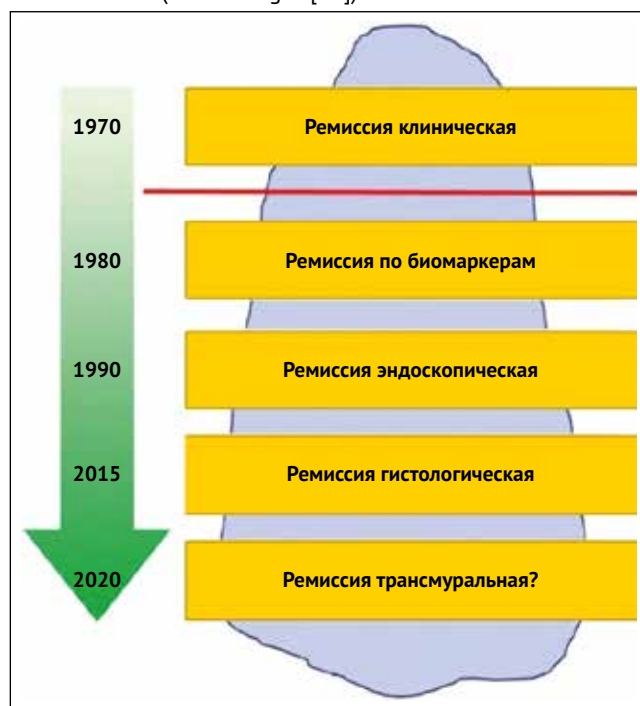 1970 Ремиссия клиническая
1980 Ремиссия по биомаркерам
1990 Ремиссия эндоскопическая
2015 Ремиссия гистологическая
2020 Ремиссия трансмуральная?